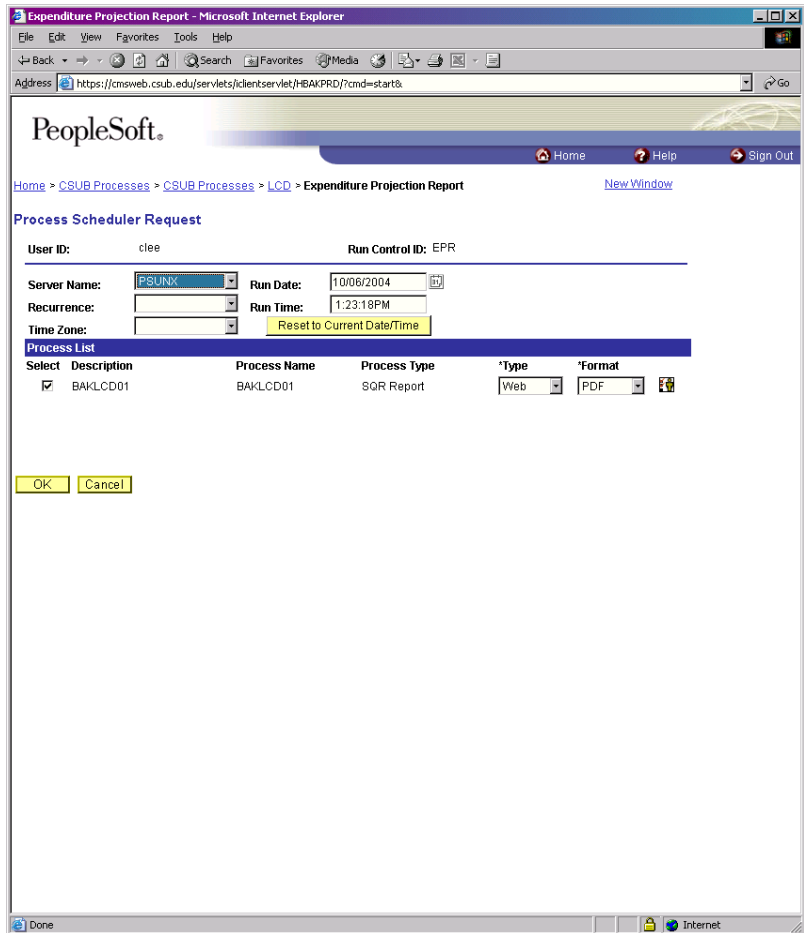 Expenditure Projection Report - Microsoft Internet Explorer
File Edit View Favorites Tools Help
Back Search Favorites Media
Address https://cmsweb.csub.edu/servlets/iclientservlet/HBAKPRD/?cmd=start& Go
PeopleSoft®
Home Help Sign Out
Home > CSUB Processes > CSUB Processes > LCD > Expenditure Projection Report New Window
Process Scheduler Request
User ID: clee Run Control ID: EPR
Server Name: PSUNX Run Date: 10/06/2004
Recurrence: Run Time: 1:23:18PM
Time Zone: Reset to Current Date/Time
Process List
Select Description Process Name Process Type *Type *Format
BAKLCD01 BAKLCD01 SQR Report Web PDF
OK Cancel
Done Internet